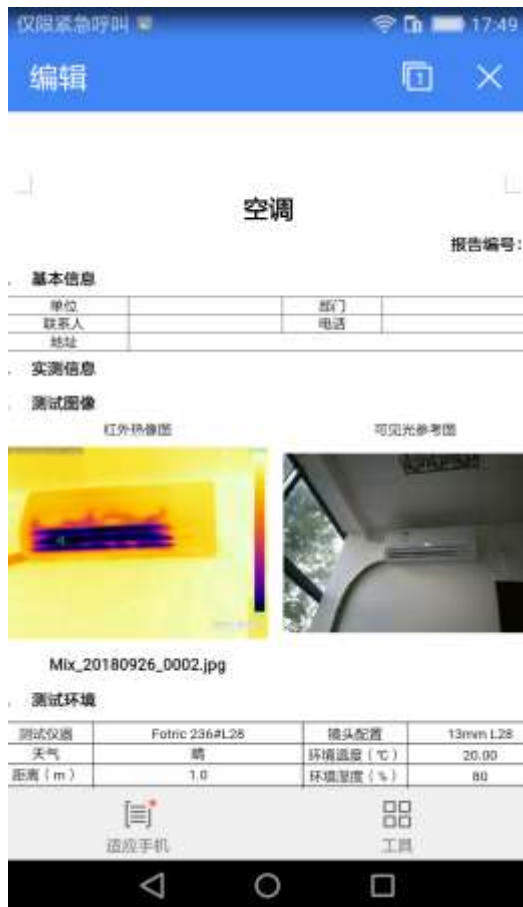 仅限紧急呼叫 17:49
编辑 1
空调
报告编号：
基本信息
单位 部门
联系人 电话
地址
实测信息
测试图像
红外热像图 可见光参考图
Mix_20180926_0002.jpg
测试环境
测试仪器 Fotric 236#L28 镜头配置 13mm L28
天气 晴 环境温度（℃） 20.00
距离（m） 1.0 环境湿度（%） 80
适应手机 工具